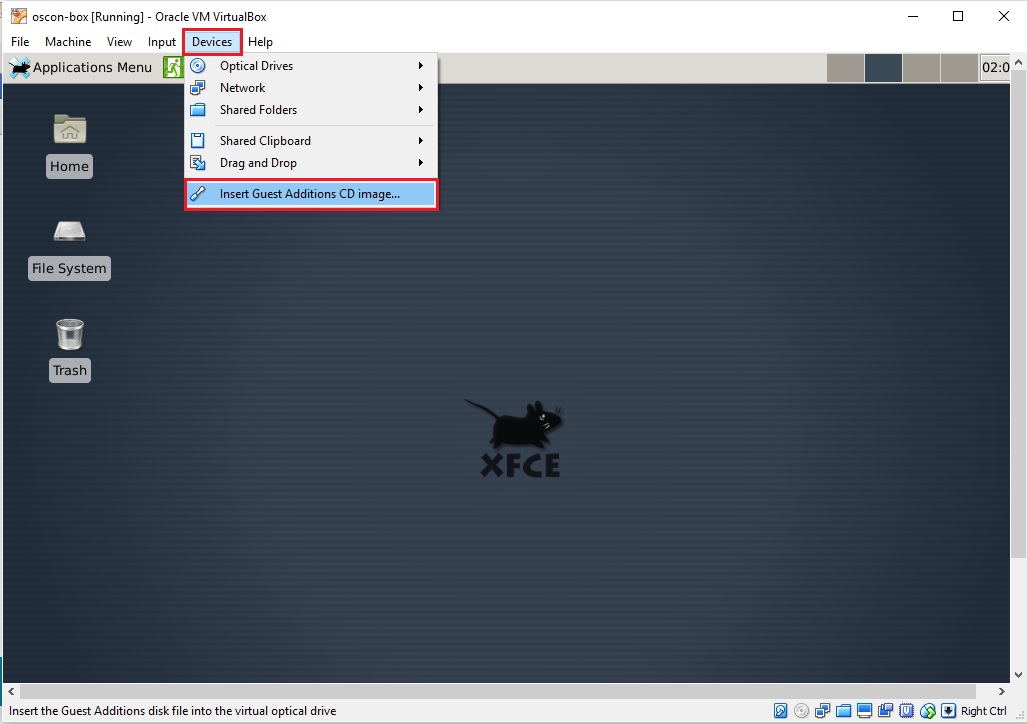 oscon-box [Running] - Oracle VM VirtualBox
File Machine View Input Devices Help
Applications Menu
02:0
Optical Drives
Network
Shared Folders
Shared Clipboard
Drag and Drop
Insert Guest Additions CD image...
Home
File System
Trash
XFCE
Insert the Guest Additions disk file into the virtual optical drive
Right Ctrl